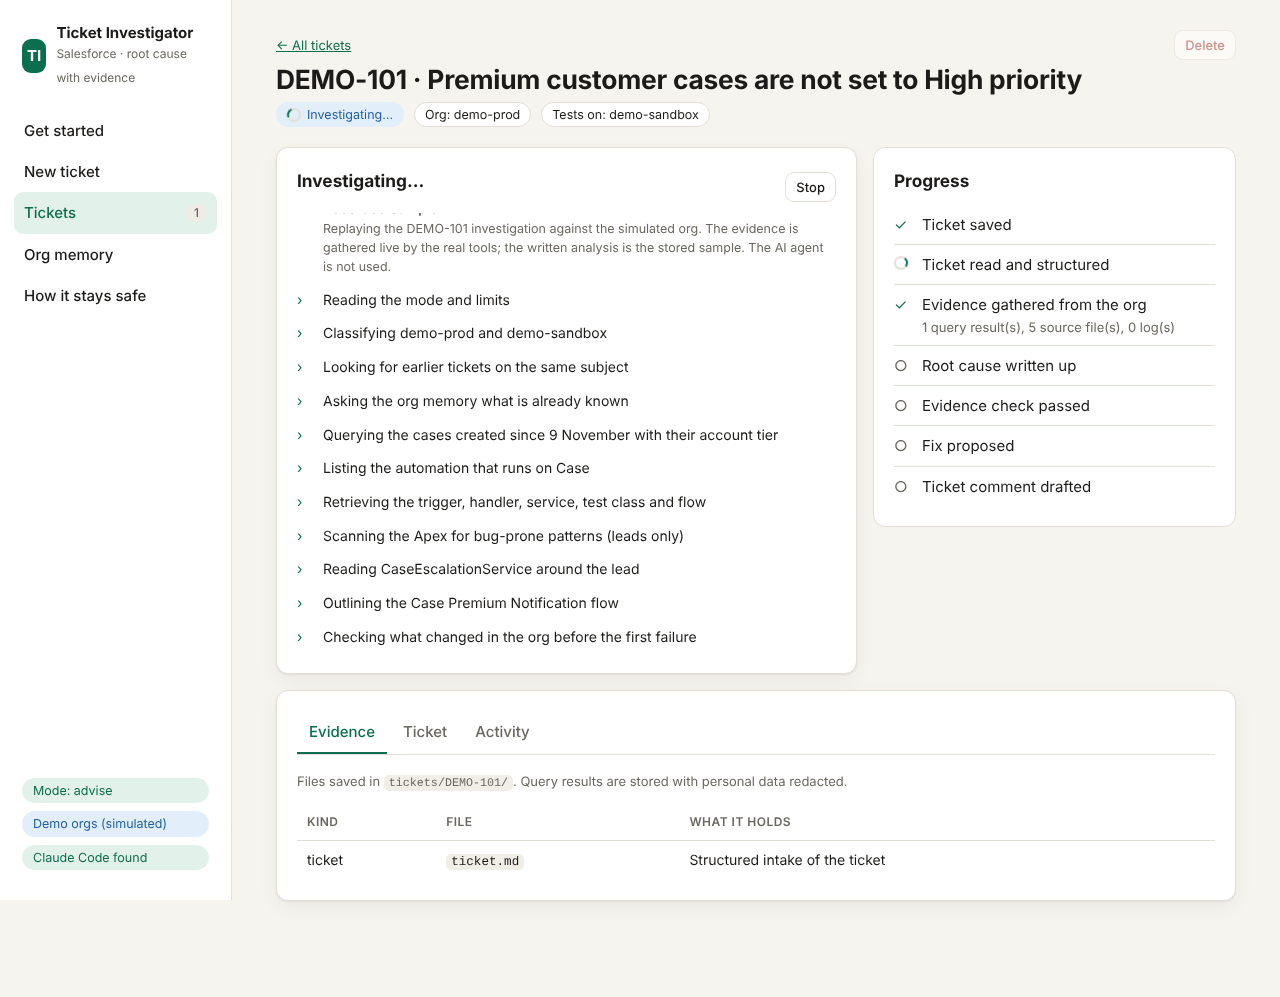 TI
Ticket Investigator
Salesforce · root cause
with evidence
Get started
New ticket
Tickets 1
Org memory
How it stays safe
Mode: advise
Demo orgs (simulated)
Claude Code found
← All tickets
Delete
DEMO-101 · Premium customer cases are not set to High priority
Investigating…
Org: demo-prod
Tests on: demo-sandbox
Investigating…
Stop
Replaying the DEMO-101 investigation against the simulated org. The evidence is
gathered live by the real tools; the written analysis is the stored sample. The AI agent
is not used.
› Reading the mode and limits
› Classifying demo-prod and demo-sandbox
› Looking for earlier tickets on the same subject
› Asking the org memory what is already known
› Querying the cases created since 9 November with their account tier
› Listing the automation that runs on Case
› Retrieving the trigger, handler, service, test class and flow
› Scanning the Apex for bug-prone patterns (leads only)
› Reading CaseEscalationService around the lead
› Outlining the Case Premium Notification flow
› Checking what changed in the org before the first failure
Progress
✓ Ticket saved
Ticket read and structured
✓ Evidence gathered from the org
1 query result(s), 5 source file(s), 0 log(s)
Root cause written up
Evidence check passed
Fix proposed
Ticket comment drafted
Evidence Ticket Activity
Files saved in tickets/DEMO-101/. Query results are stored with personal data redacted.
KIND FILE WHAT IT HOLDS
ticket ticket.md Structured intake of the ticket